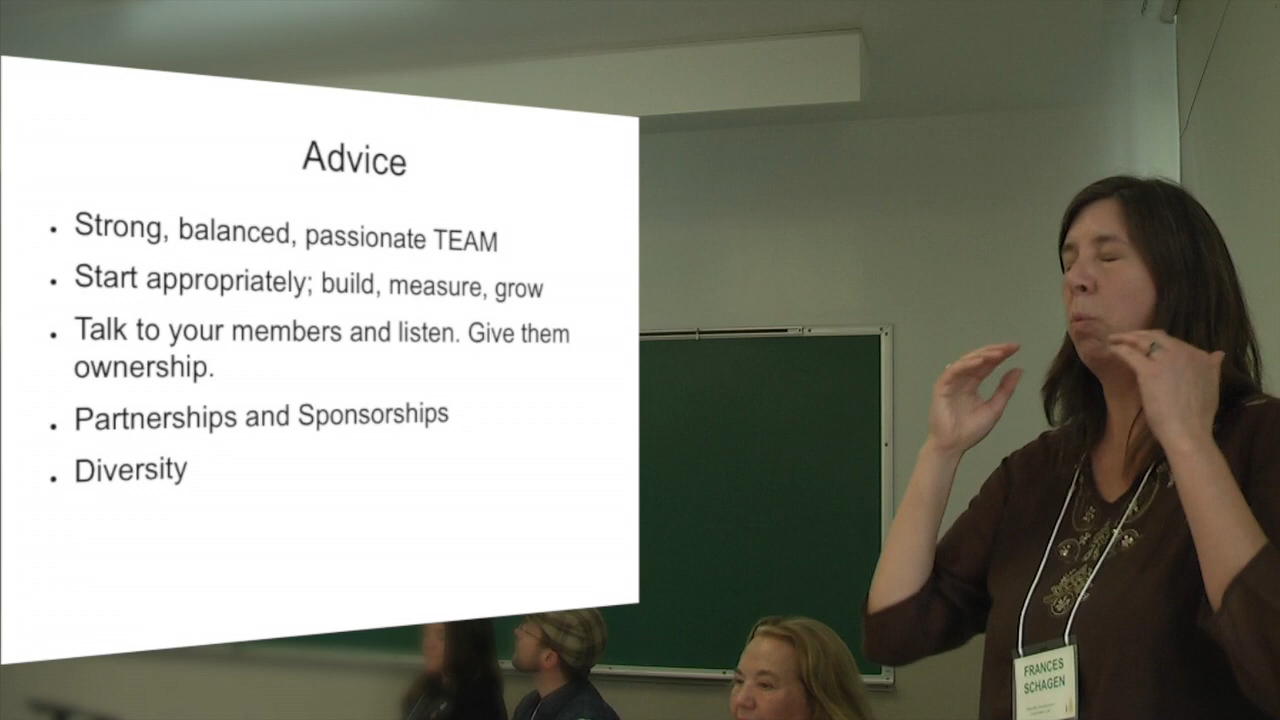 Advice
Strong, balanced, passionate TEAM
Start appropriately; build, measure, grow
Talk to your members and listen. Give them
ownership.
Partnerships and Sponsorships
Diversity
FRANCES
SCHAGEN